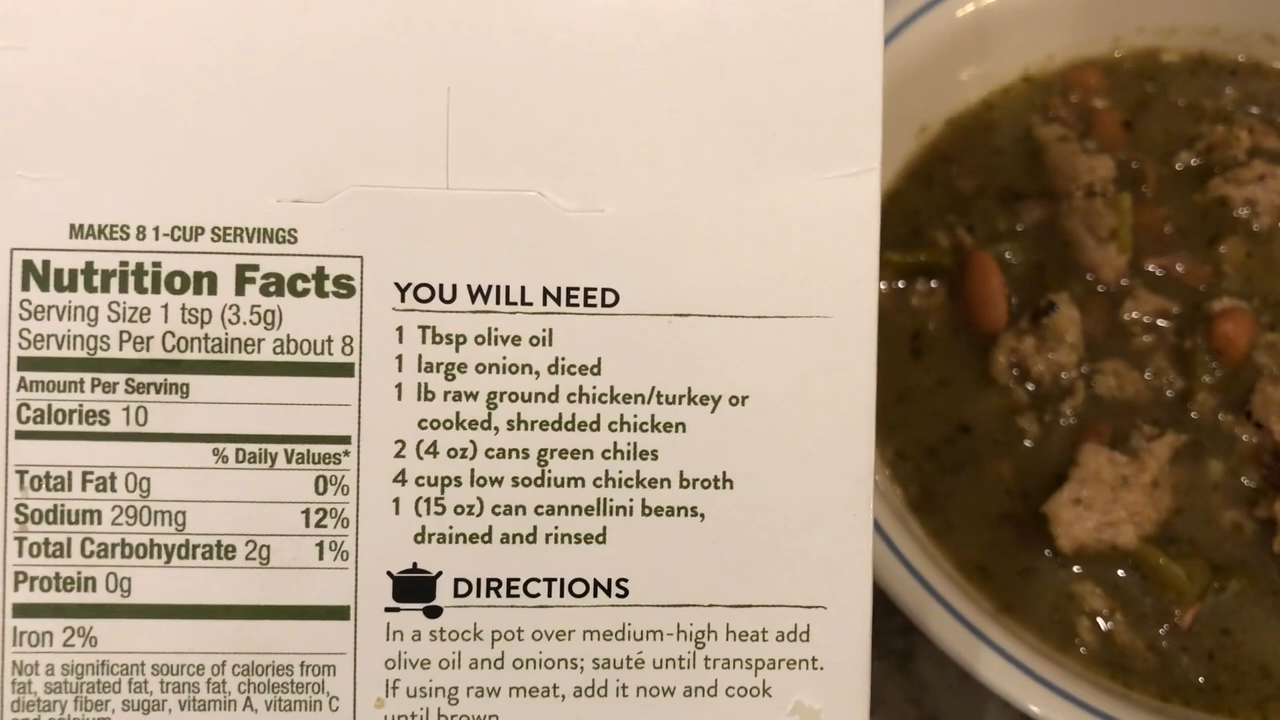 MAKES 8 1-CUP SERVINGS
Nutrition Facts
Serving Size 1 tsp (3.5g)
Servings Per Container about 8
Amount Per Serving
Calories 10
% Daily Values*
Total Fat 0g 0%
Sodium 290mg 12%
Total Carbohydrate 2g 1%
Protein 0g
Iron 2%
Not a significant source of calories from
fat, saturated fat, trans fat, cholesterol,
dietary fiber, sugar, vitamin A, vitamin C
and calcium.
YOU WILL NEED
1 Tbsp olive oil
1 large onion, diced
1 lb raw ground chicken/turkey or
cooked, shredded chicken
2 (4 oz) cans green chiles
4 cups low sodium chicken broth
1 (15 oz) can cannellini beans,
drained and rinsed
DIRECTIONS
In a stock pot over medium-high heat add
olive oil and onions; sauté until transparent.
If using raw meat, add it now and cook
until brown